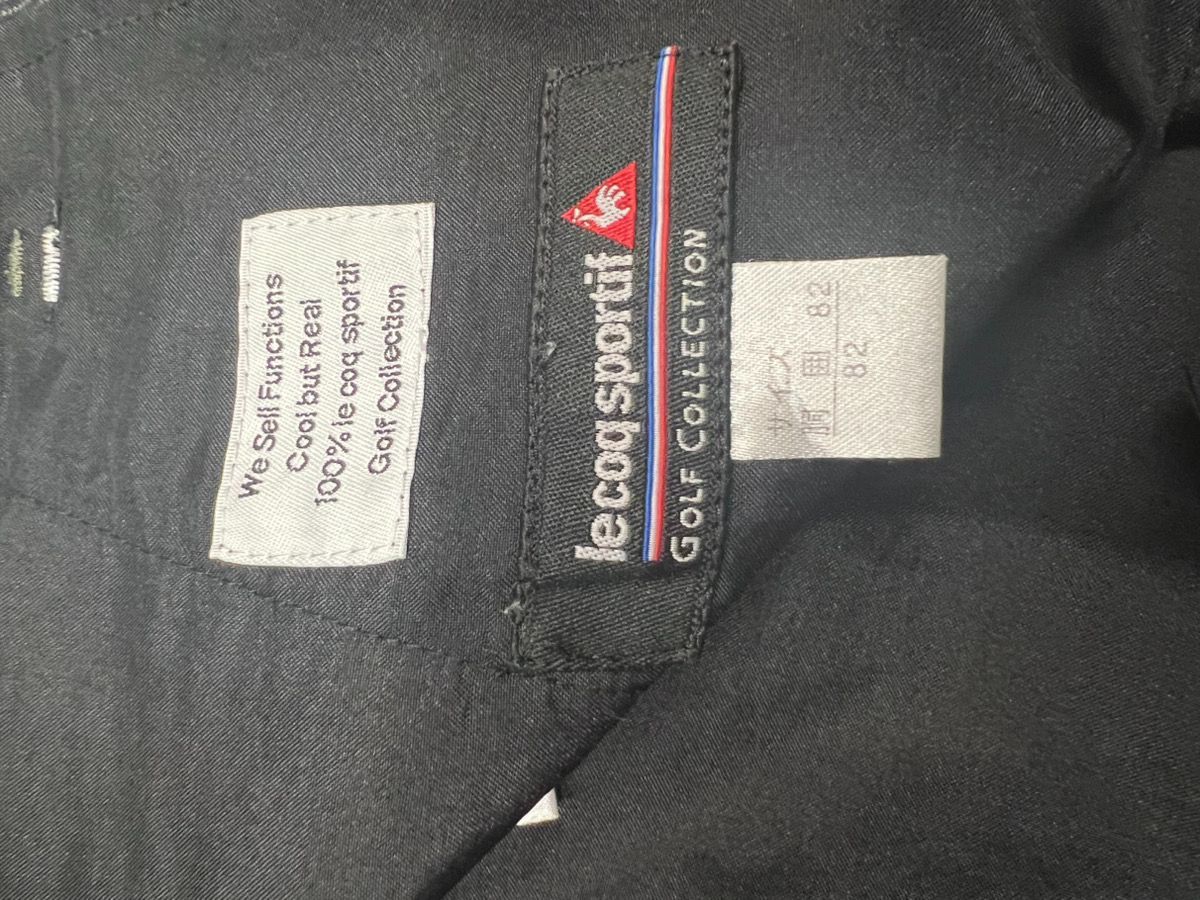 We Sell Functions
Cool but Real
100% le coq sportif
Golf Collection
le coq sportif
GOLF COLLECTION
サイズ
胴囲 82
82